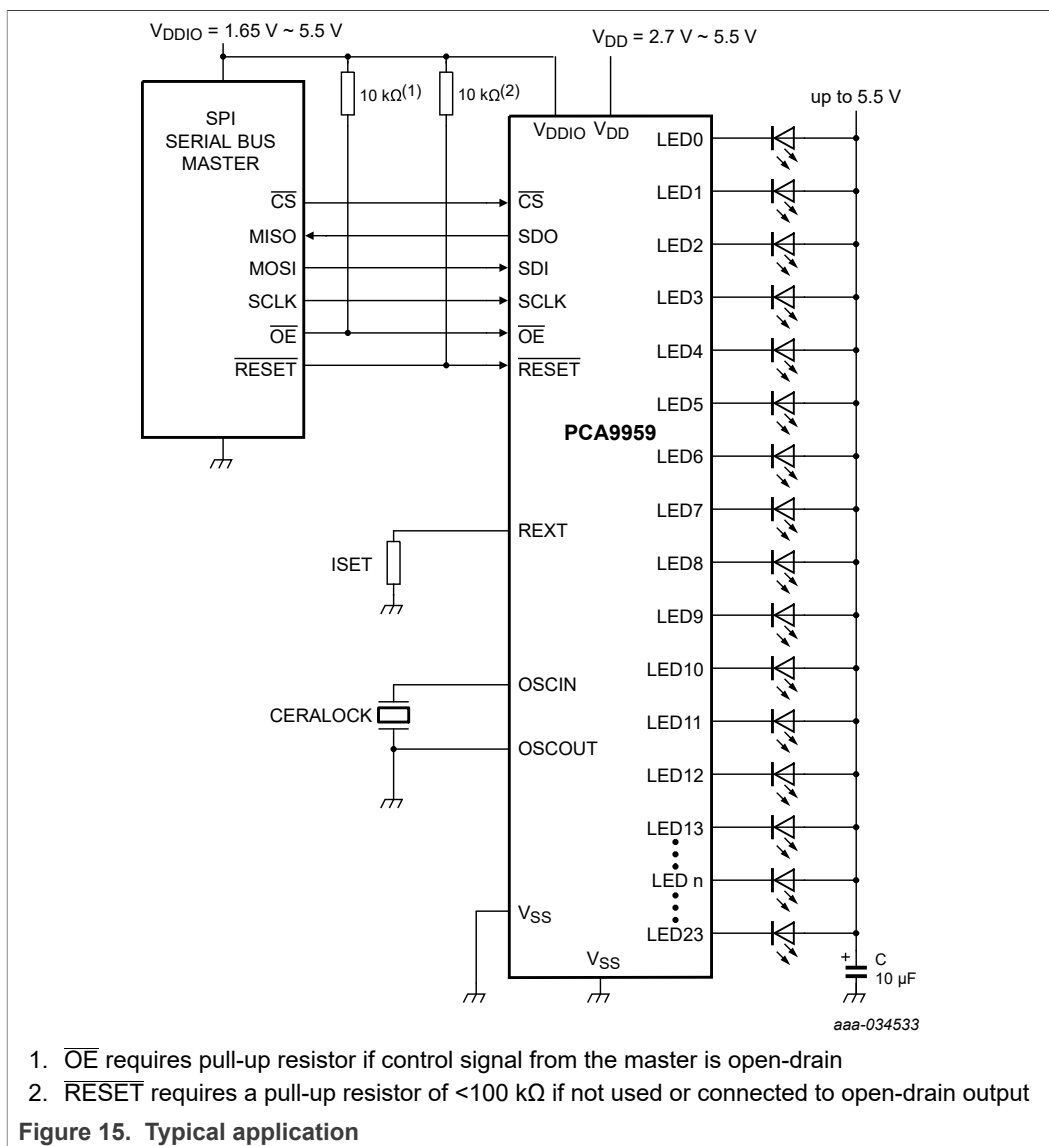 VDDIO = 1.65 V ~ 5.5 V
VDD = 2.7 V ~ 5.5 V
10 kΩ(1)
10 kΩ(2)
up to 5.5 V
SPI
SERIAL BUS
MASTER
CS
MISO
MOSI
SCLK
OE
RESET
VDDIO VDD
CS
SDO
SDI
SCLK
OE
RESET
PCA9959
REXT
ISET
OSCIN
CERALOCK
OSCOUT
VSS
VSS
LED0
LED1
LED2
LED3
LED4
LED5
LED6
LED7
LED8
LED9
LED10
LED11
LED12
LED13
LED n
LED23
+ C
10 µF
aaa-034533
1. OE requires pull-up resistor if control signal from the master is open-drain
2. RESET requires a pull-up resistor of <100 kΩ if not used or connected to open-drain output
Figure 15. Typical application